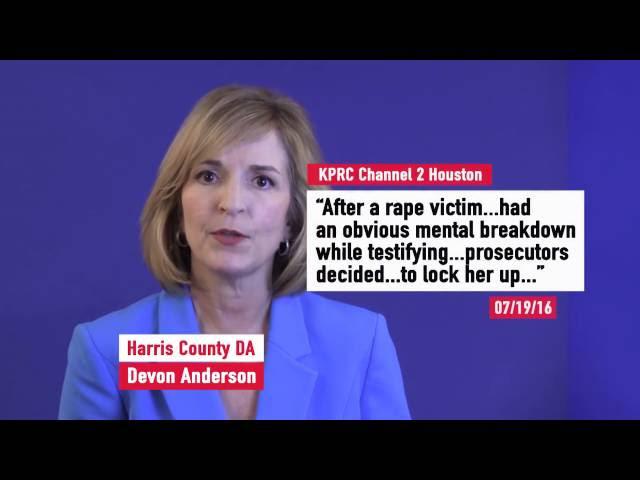 KPRC Channel 2 Houston
“After a rape victim...had
an obvious mental breakdown
while testifying...prosecutors
decided...to lock her up...”
07/19/16
Harris County DA
Devon Anderson